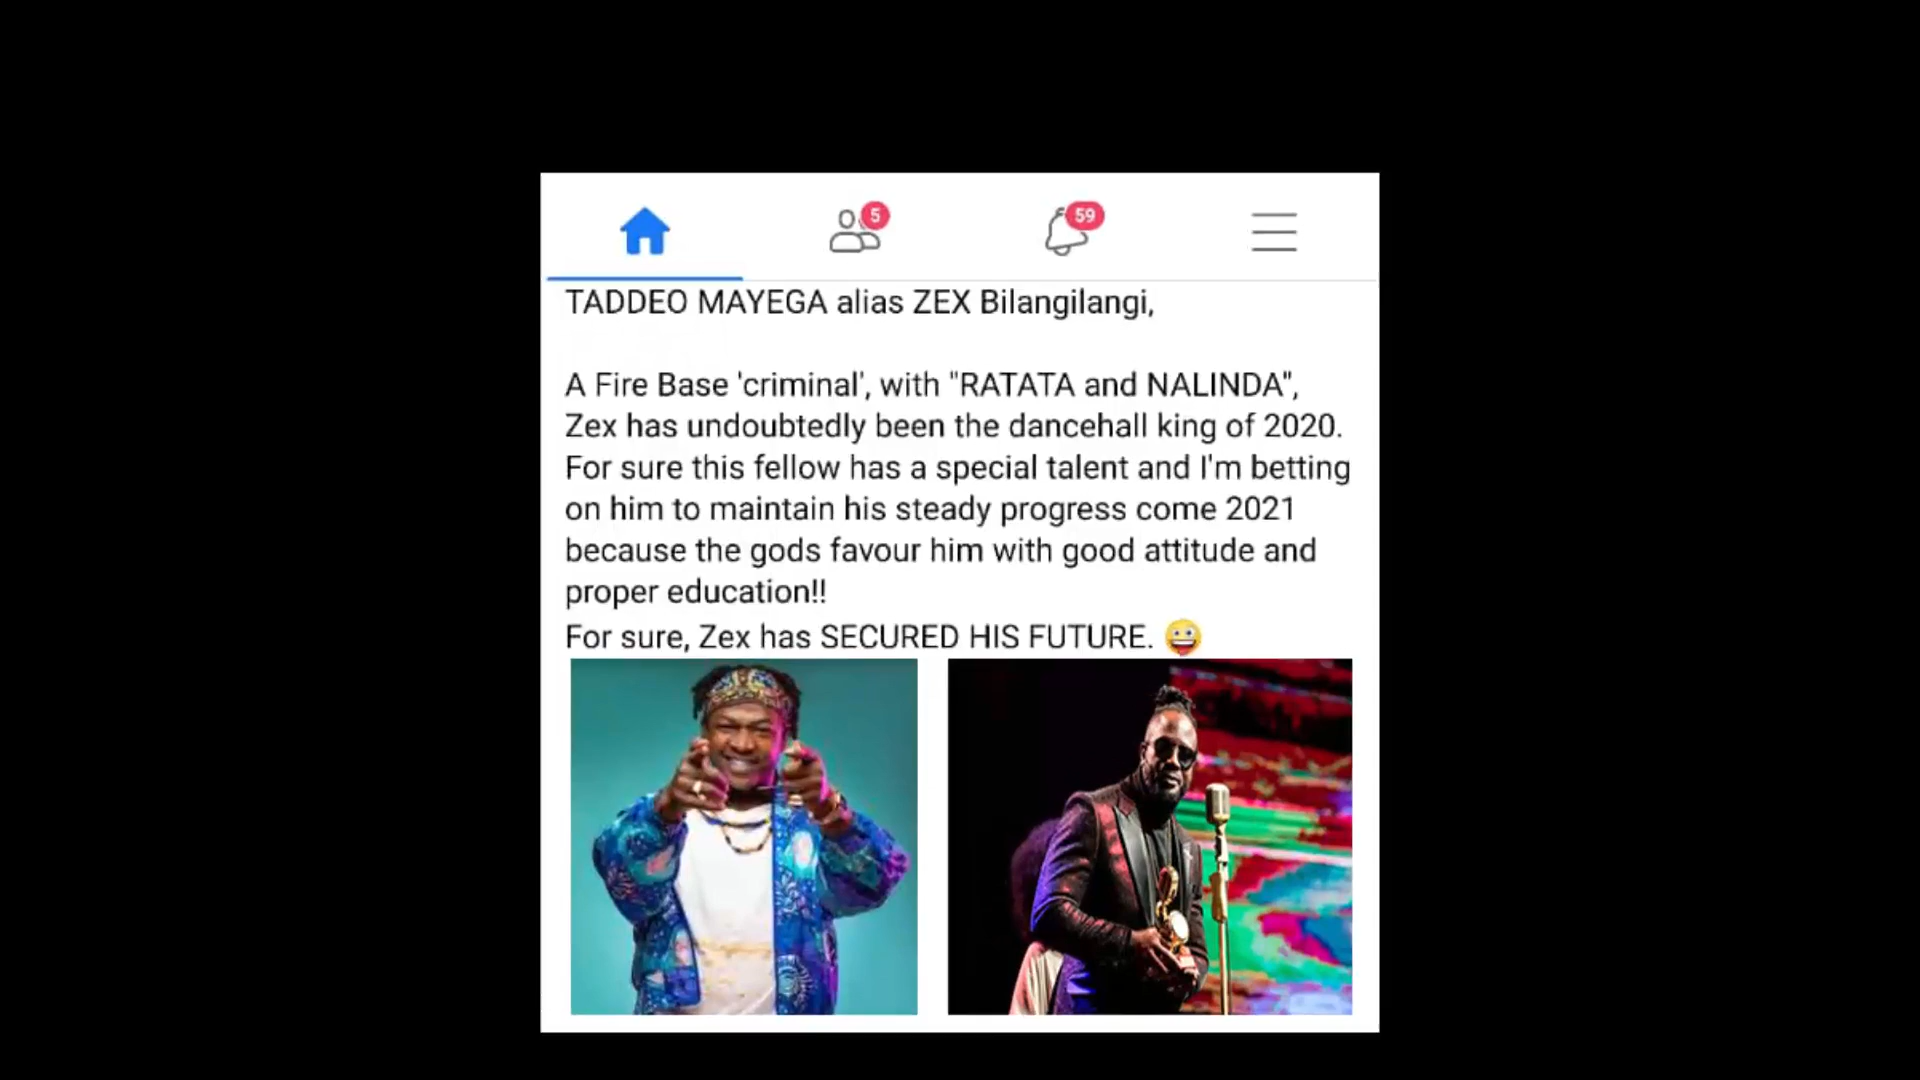 5
59
TADDEO MAYEGA alias ZEX Bilangilangi,
A Fire Base 'criminal', with "RATATA and NALINDA",
Zex has undoubtedly been the dancehall king of 2020.
For sure this fellow has a special talent and I'm betting
on him to maintain his steady progress come 2021
because the gods favour him with good attitude and
proper education!!
For sure, Zex has SECURED HIS FUTURE. 😀